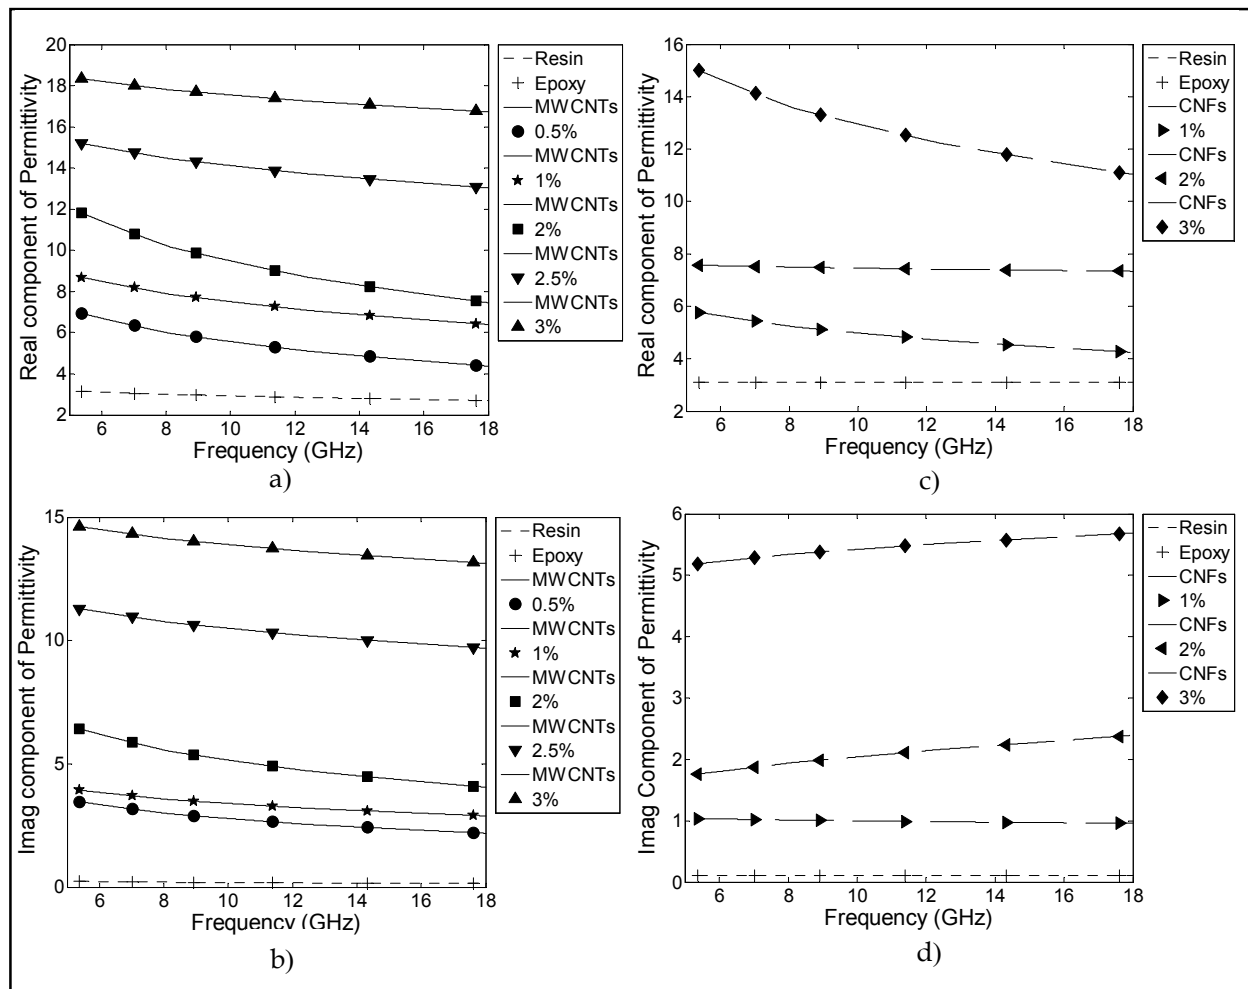 20
18
16
14
12
10
8
6
4
2
Real component of Permittivity
6 8 10 12 14 16 18
Frequency (GHz)
Resin
Epoxy
MWCNTs
0.5%
MWCNTs
1%
MWCNTs
2%
MWCNTs
2.5%
MWCNTs
3%
a)
16
14
12
10
8
6
4
2
Real component of Permittivity
6 8 10 12 14 16 18
Frequency (GHz)
Resin
Epoxy
CNFs
1%
CNFs
2%
CNFs
3%
c)
15
10
5
0
Imag component of Permittivity
6 8 10 12 14 16 18
Frequency (GHz)
Resin
Epoxy
MWCNTs
0.5%
MWCNTs
1%
MWCNTs
2%
MWCNTs
2.5%
MWCNTs
3%
b)
6
5
4
3
2
1
0
Imag Component of Permittivity
6 8 10 12 14 16 18
Frequency (GHz)
Resin
Epoxy
CNFs
1%
CNFs
2%
CNFs
3%
d)